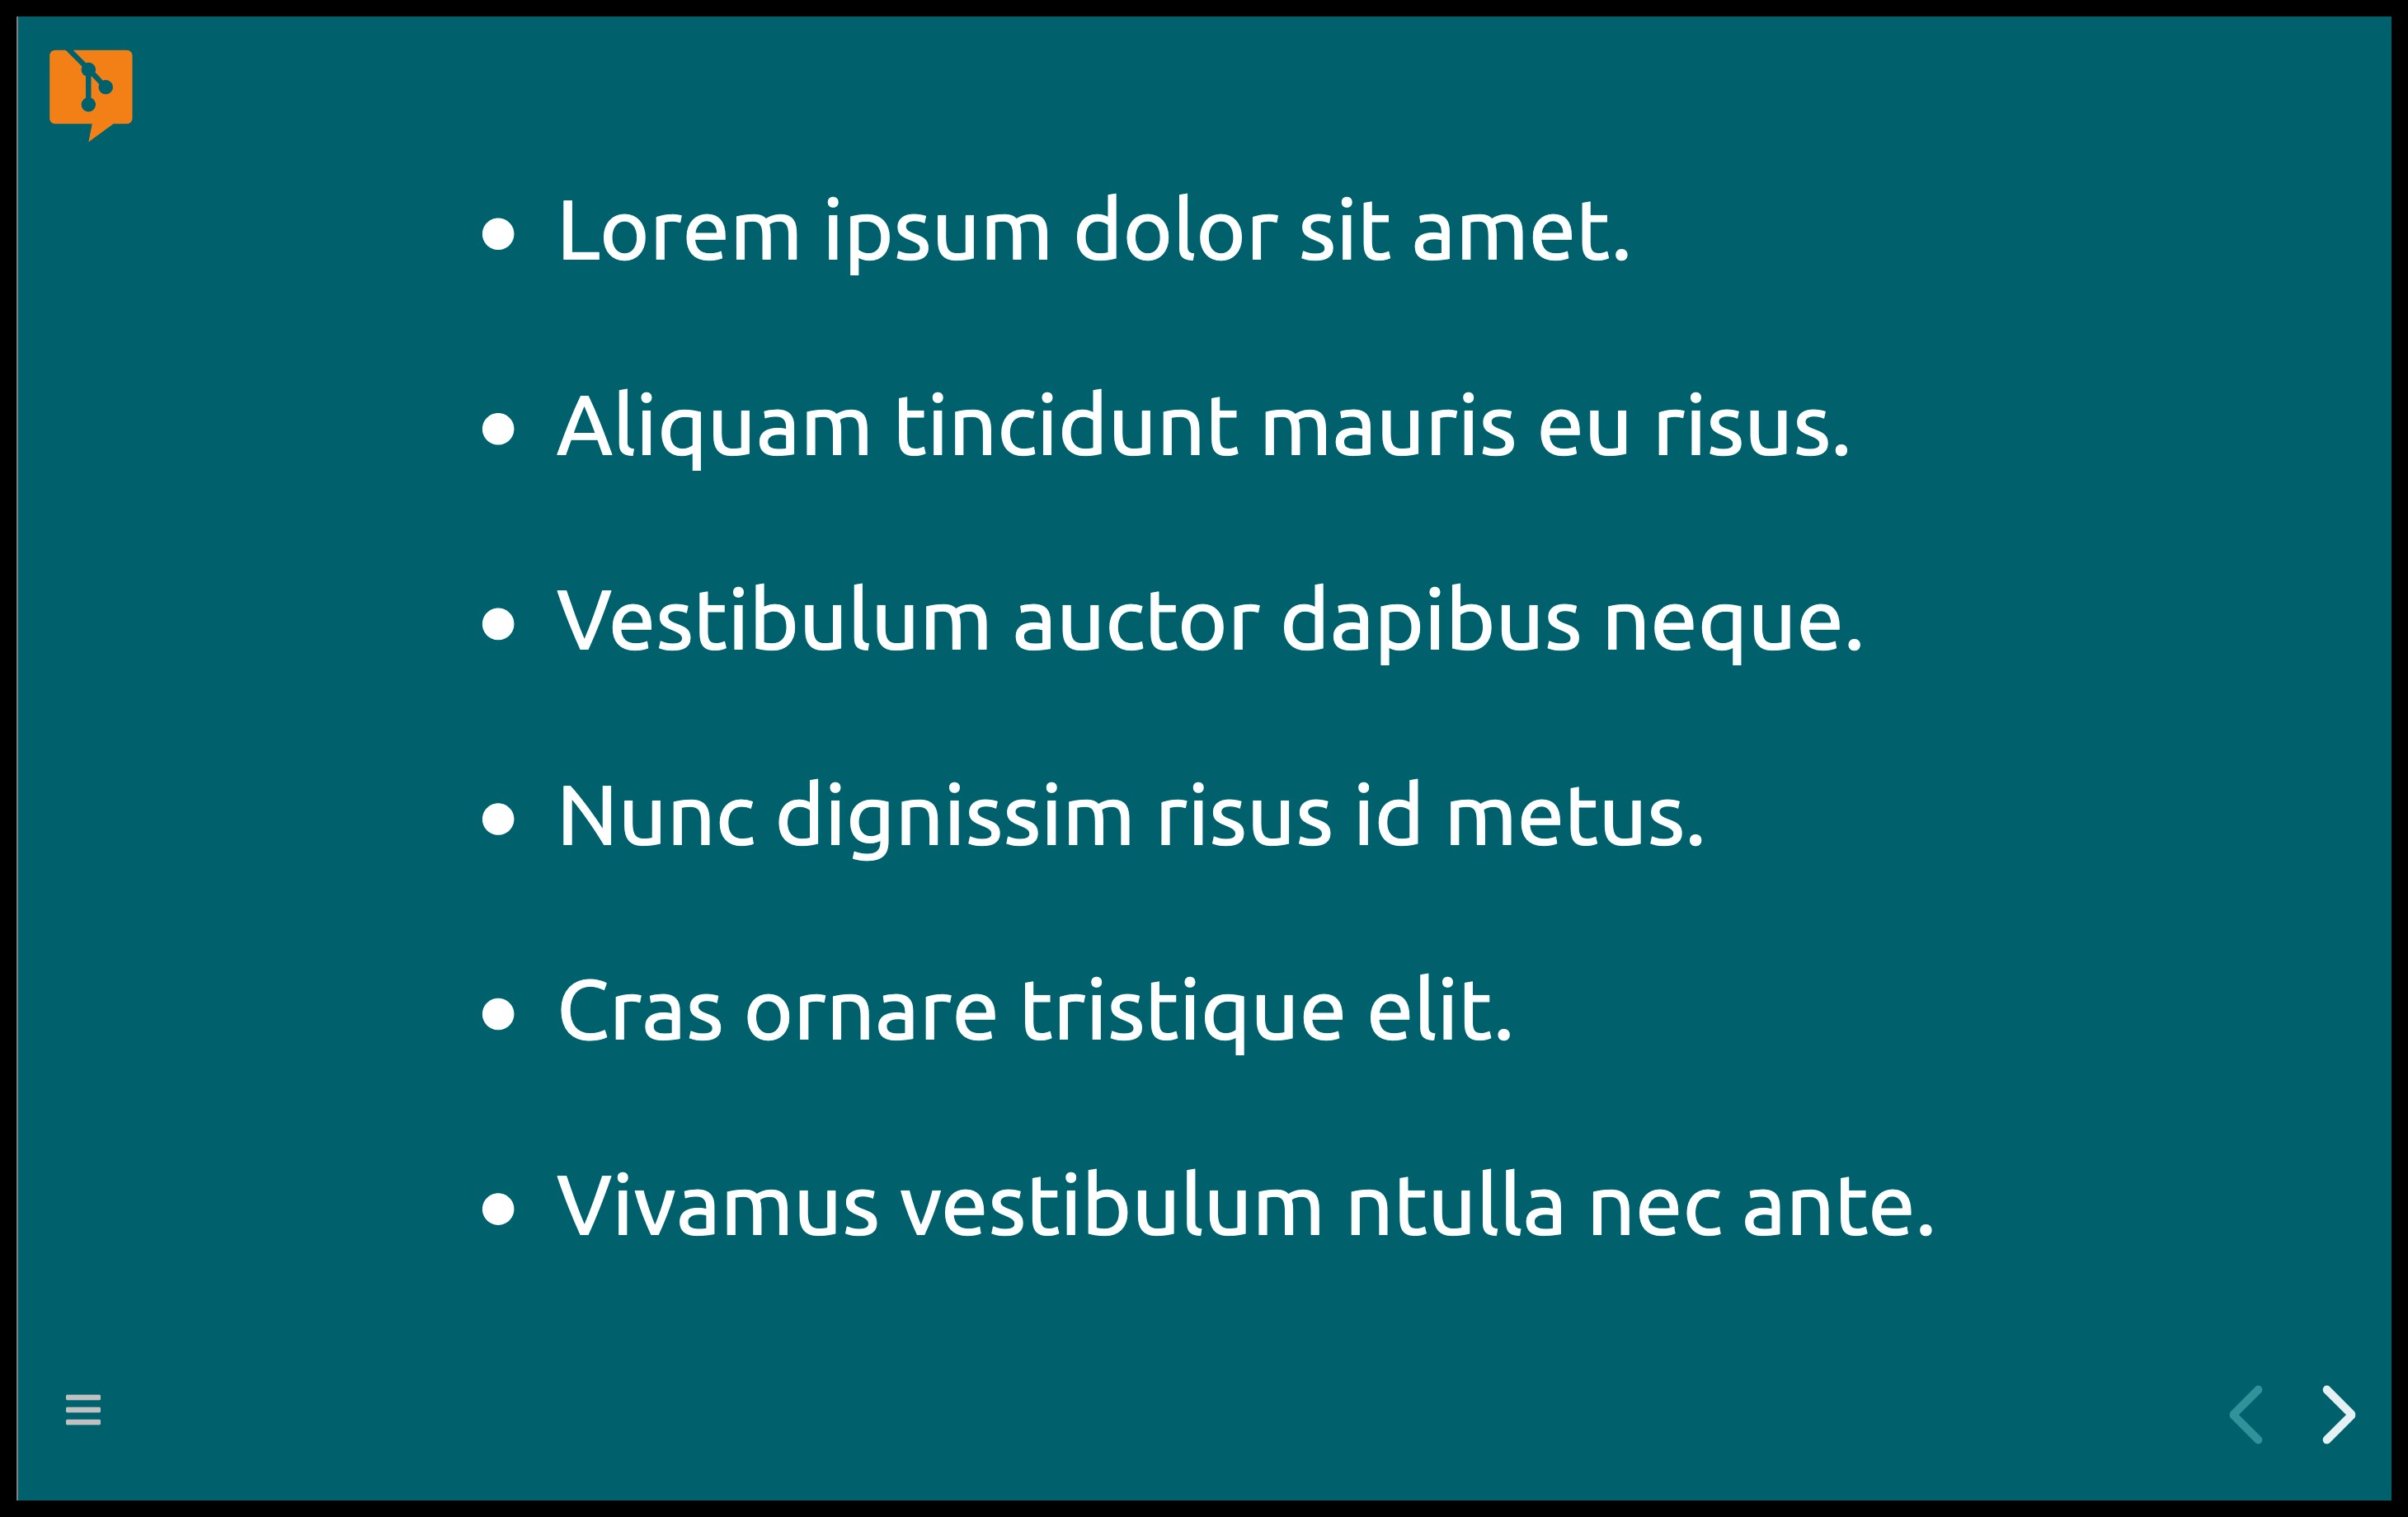 • Lorem ipsum dolor sit amet.
• Aliquam tincidunt mauris eu risus.
• Vestibulum auctor dapibus neque.
• Nunc dignissim risus id metus.
• Cras ornare tristique elit.
• Vivamus vestibulum ntulla nec ante.